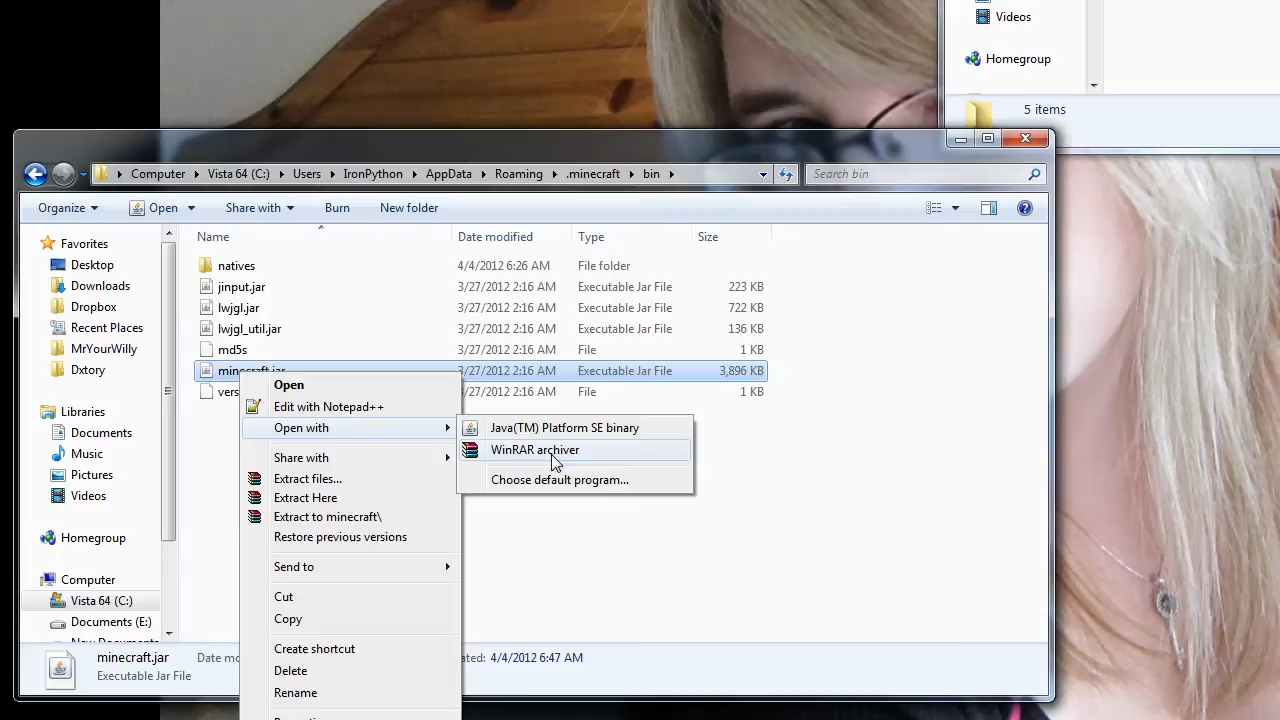 Videos
Homegroup
5 items
Computer Vista 64 (C:) Users IronPython AppData Roaming .minecraft bin
Search bin
Organize Open Share with Burn New folder
Name Date modified Type Size
Favorites
Desktop
Downloads
Dropbox
Recent Places
MrYourWilly
Dxtory
Libraries
Documents
Music
Pictures
Videos
Homegroup
Computer
Vista 64 (C:)
Documents (E:)
New Documents
natives 4/4/2012 6:26 AM File folder
jinput.jar 3/27/2012 2:16 AM Executable Jar File 223 KB
lwjgl.jar 3/27/2012 2:16 AM Executable Jar File 722 KB
lwjgl_util.jar 3/27/2012 2:16 AM Executable Jar File 136 KB
md5s 3/27/2012 2:16 AM File 1 KB
minecraft.jar 3/27/2012 2:16 AM Executable Jar File 3,896 KB
vers /27/2012 2:16 AM File 1 KB
Open
Edit with Notepad++
Open with
Share with
Extract files...
Extract Here
Extract to minecraft\
Restore previous versions
Send to
Cut
Copy
Create shortcut
Delete
Rename
Java(TM) Platform SE binary
WinRAR archiver
Choose default program...
minecraft.jar Date mo ated: 4/4/2012 6:47 AM
Executable Jar File